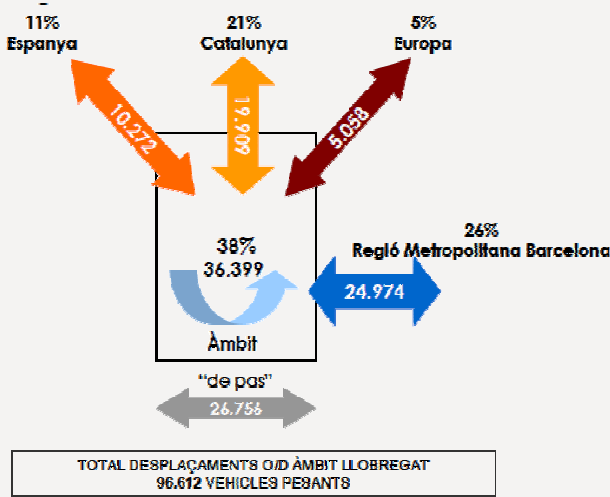 11%
Espanya
21%
Catalunya
5%
Europa
10.272
19.909
5.058
38%
36.399
Àmbit
26%
Regió Metropolitana Barcelona
24.974
“de pas”
26.756
TOTAL DESPLAÇAMENTS O/D ÀMBIT LLOBREGAT
96.612 VEHICLES PESANTS